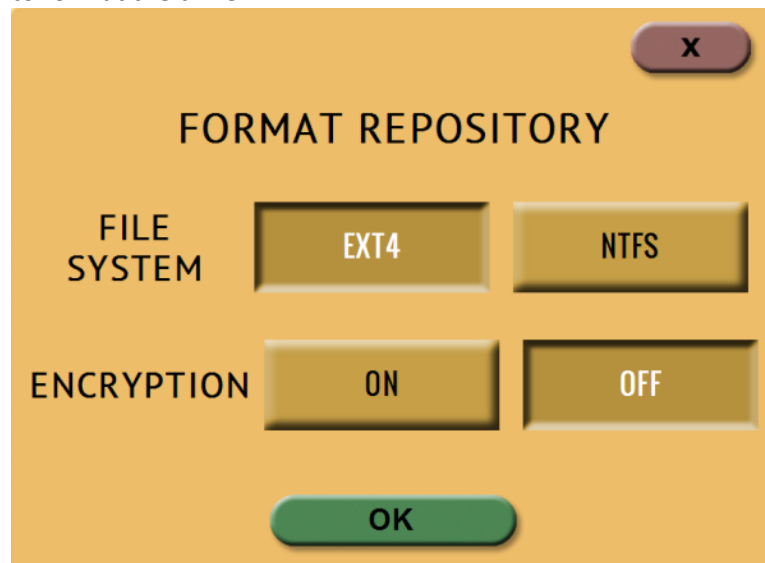 X
FORMAT REPOSITORY
FILE
SYSTEM
EXT4
NTFS
ENCRYPTION
ON
OFF
OK